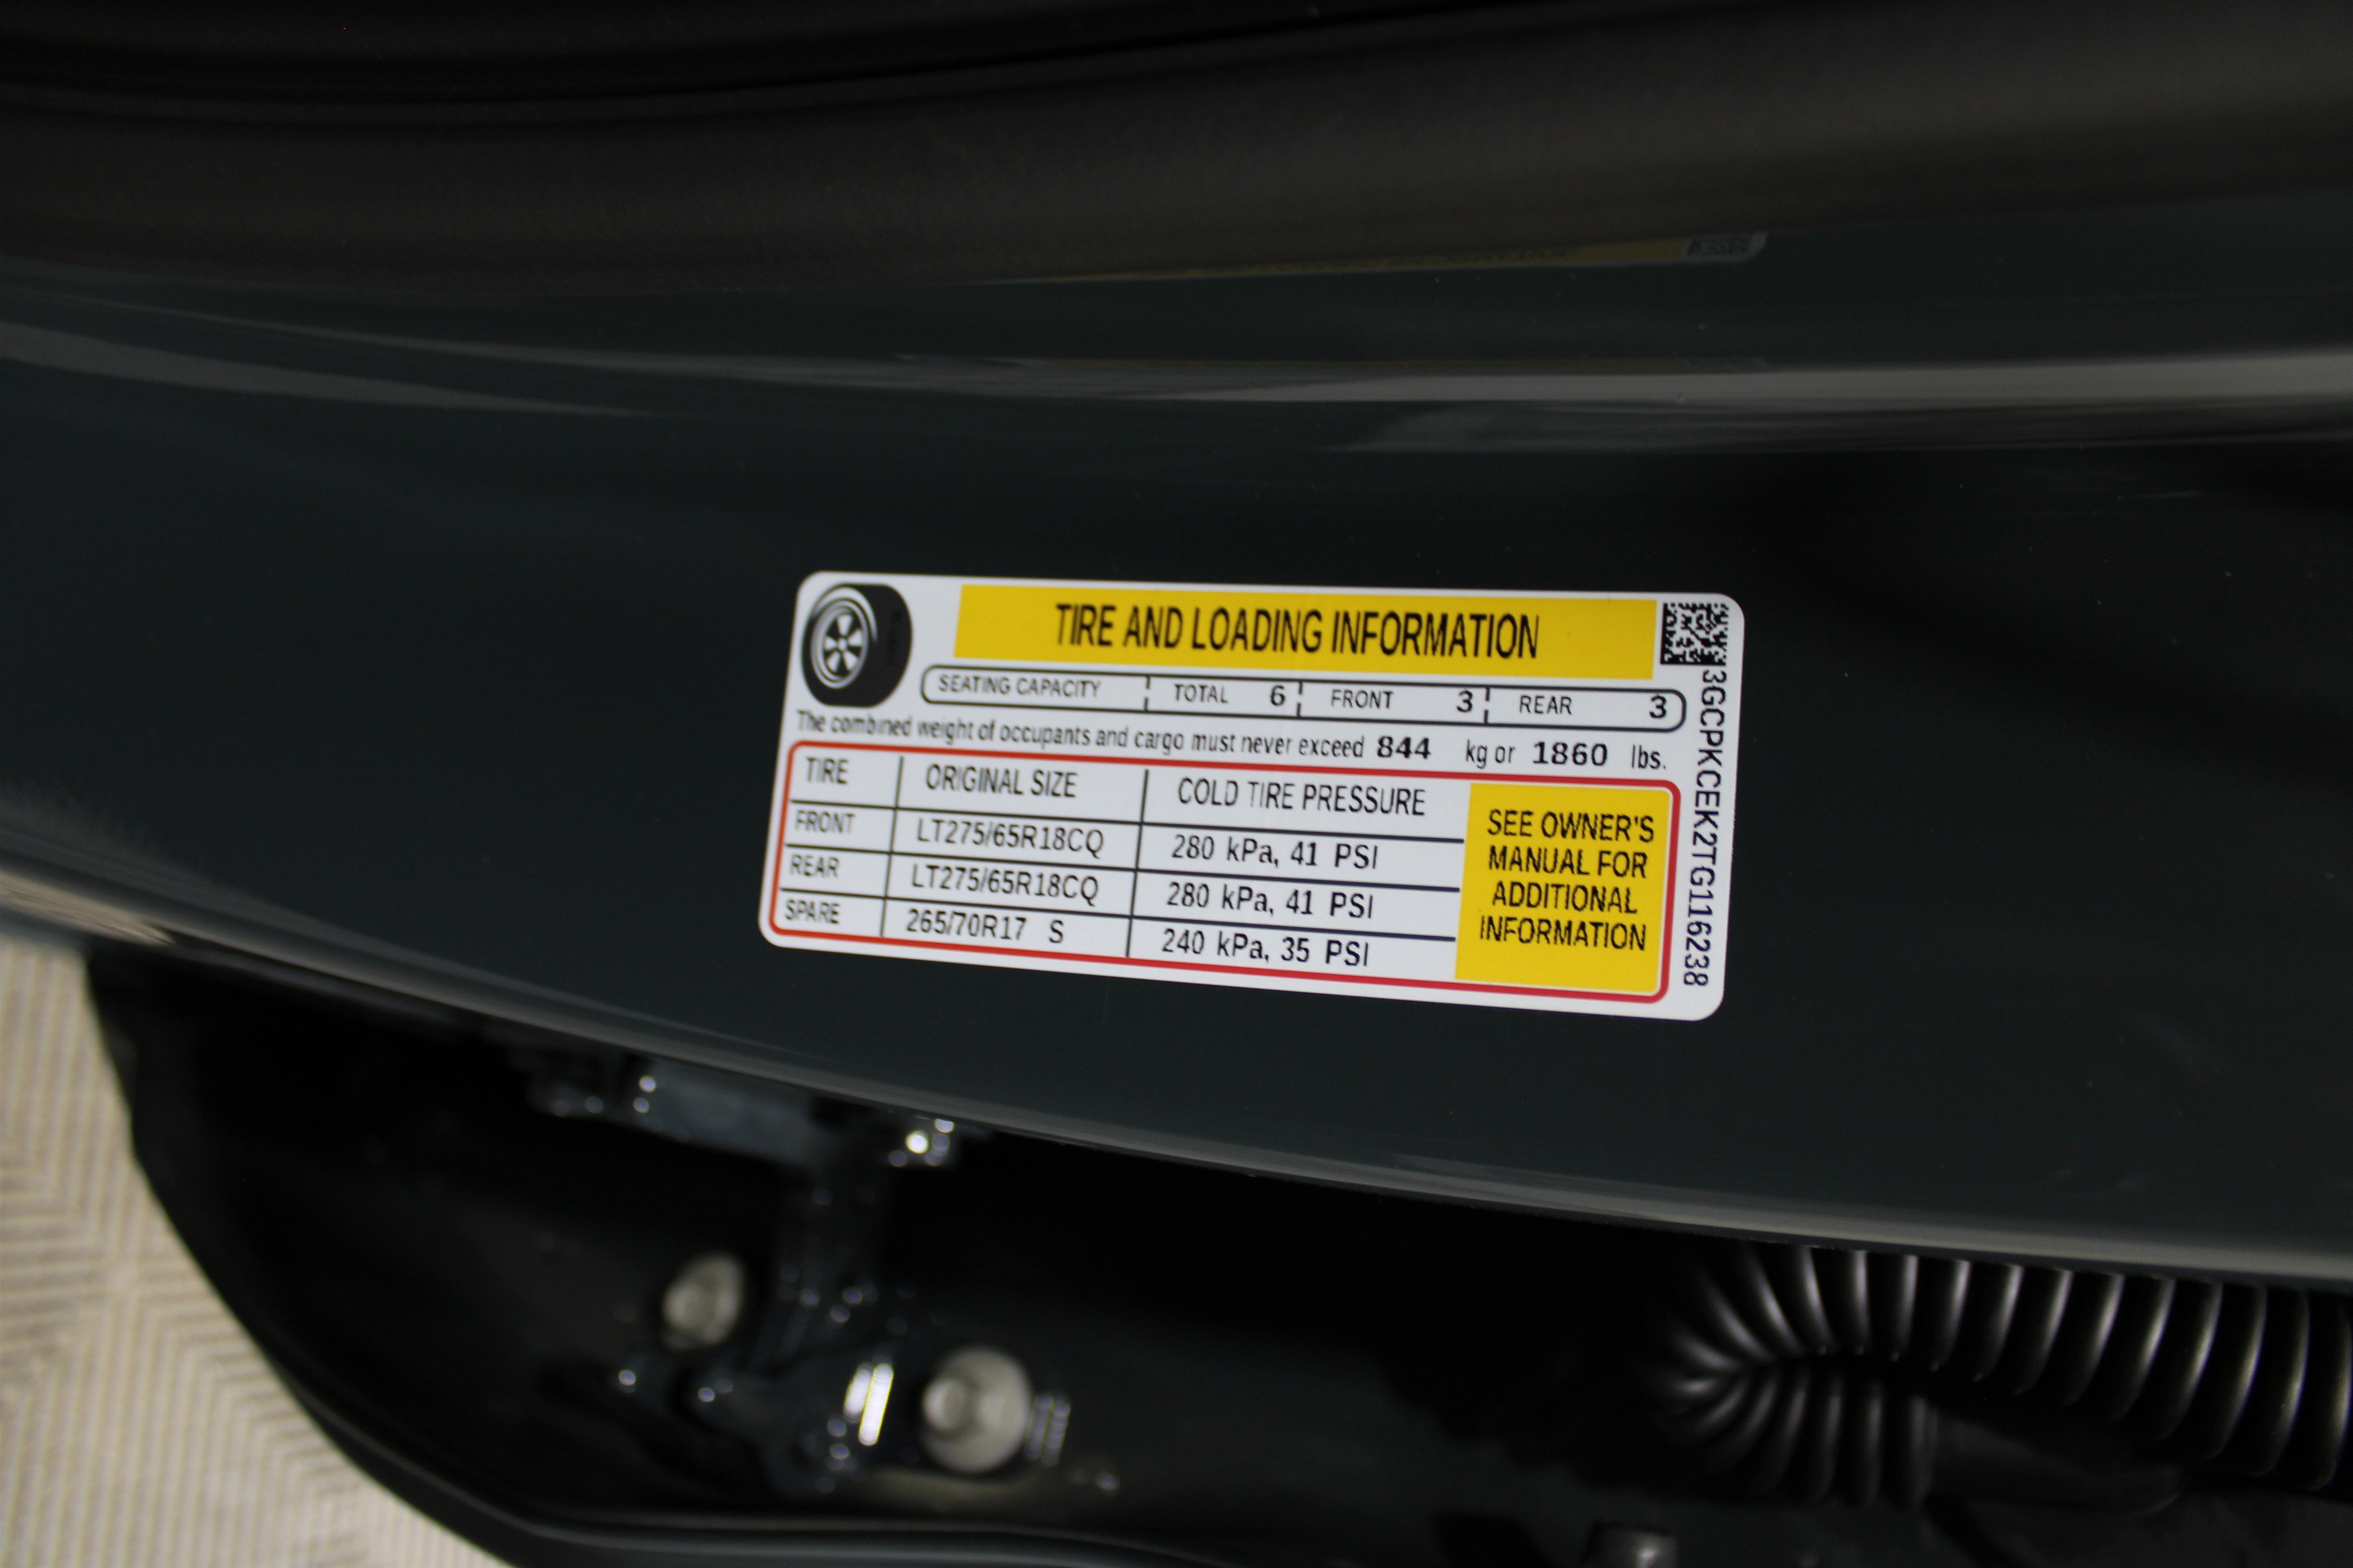 TIRE AND LOADING INFORMATION
SEATING CAPACITY TOTAL 6 FRONT 3 REAR 3
The combined weight of occupants and cargo must never exceed 844 kg or 1860 lbs.
TIRE ORIGINAL SIZE COLD TIRE PRESSURE
FRONT LT275/65R18CQ 280 kPa, 41 PSI
REAR LT275/65R18CQ 280 kPa, 41 PSI
SPARE 265/70R17 S 240 kPa, 35 PSI
SEE OWNER'S
MANUAL FOR
ADDITIONAL
INFORMATION
3GCPKCEK2TG116238